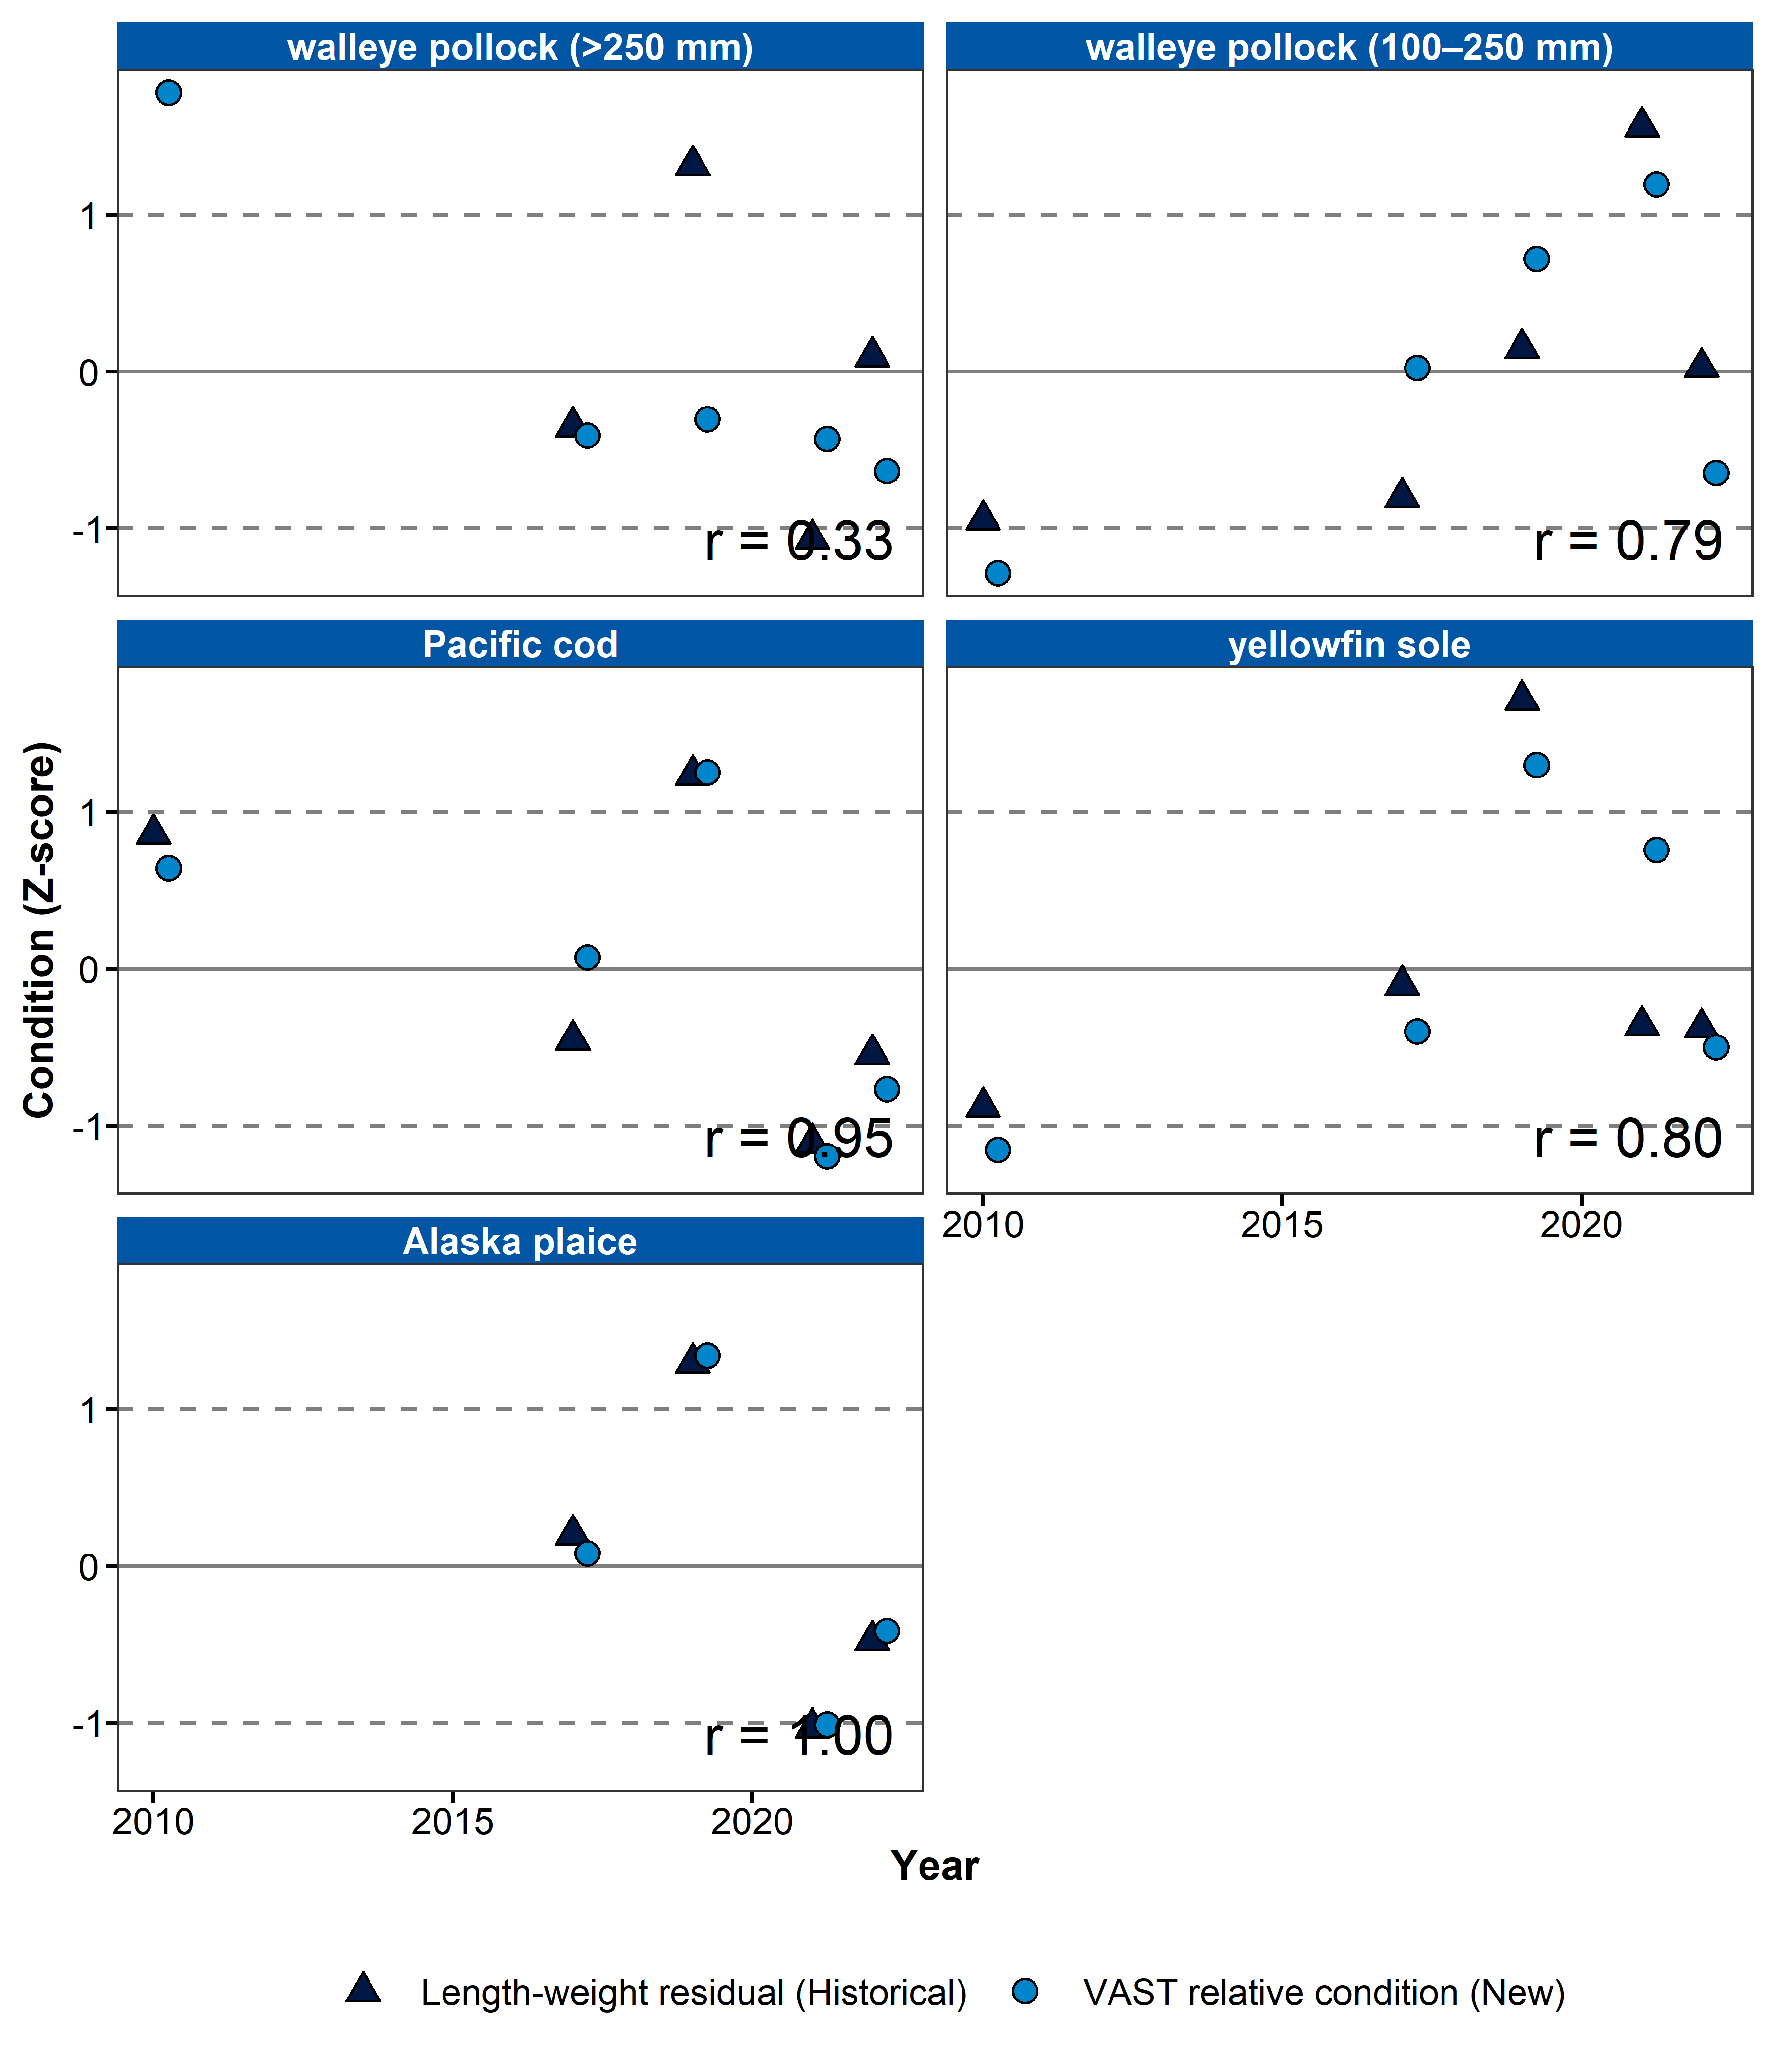 walleye pollock (>250 mm)
walleye pollock (100–250 mm)
1
0
-1
r = 0.33
r = 0.79
Pacific cod
yellowfin sole
Condition (Z-score)
1
0
-1
r = 0.95
r = 0.80
2010 2015 2020
Alaska plaice
1
0
-1
r = 1.00
2010 2015 2020
Year
Length-weight residual (Historical)
VAST relative condition (New)